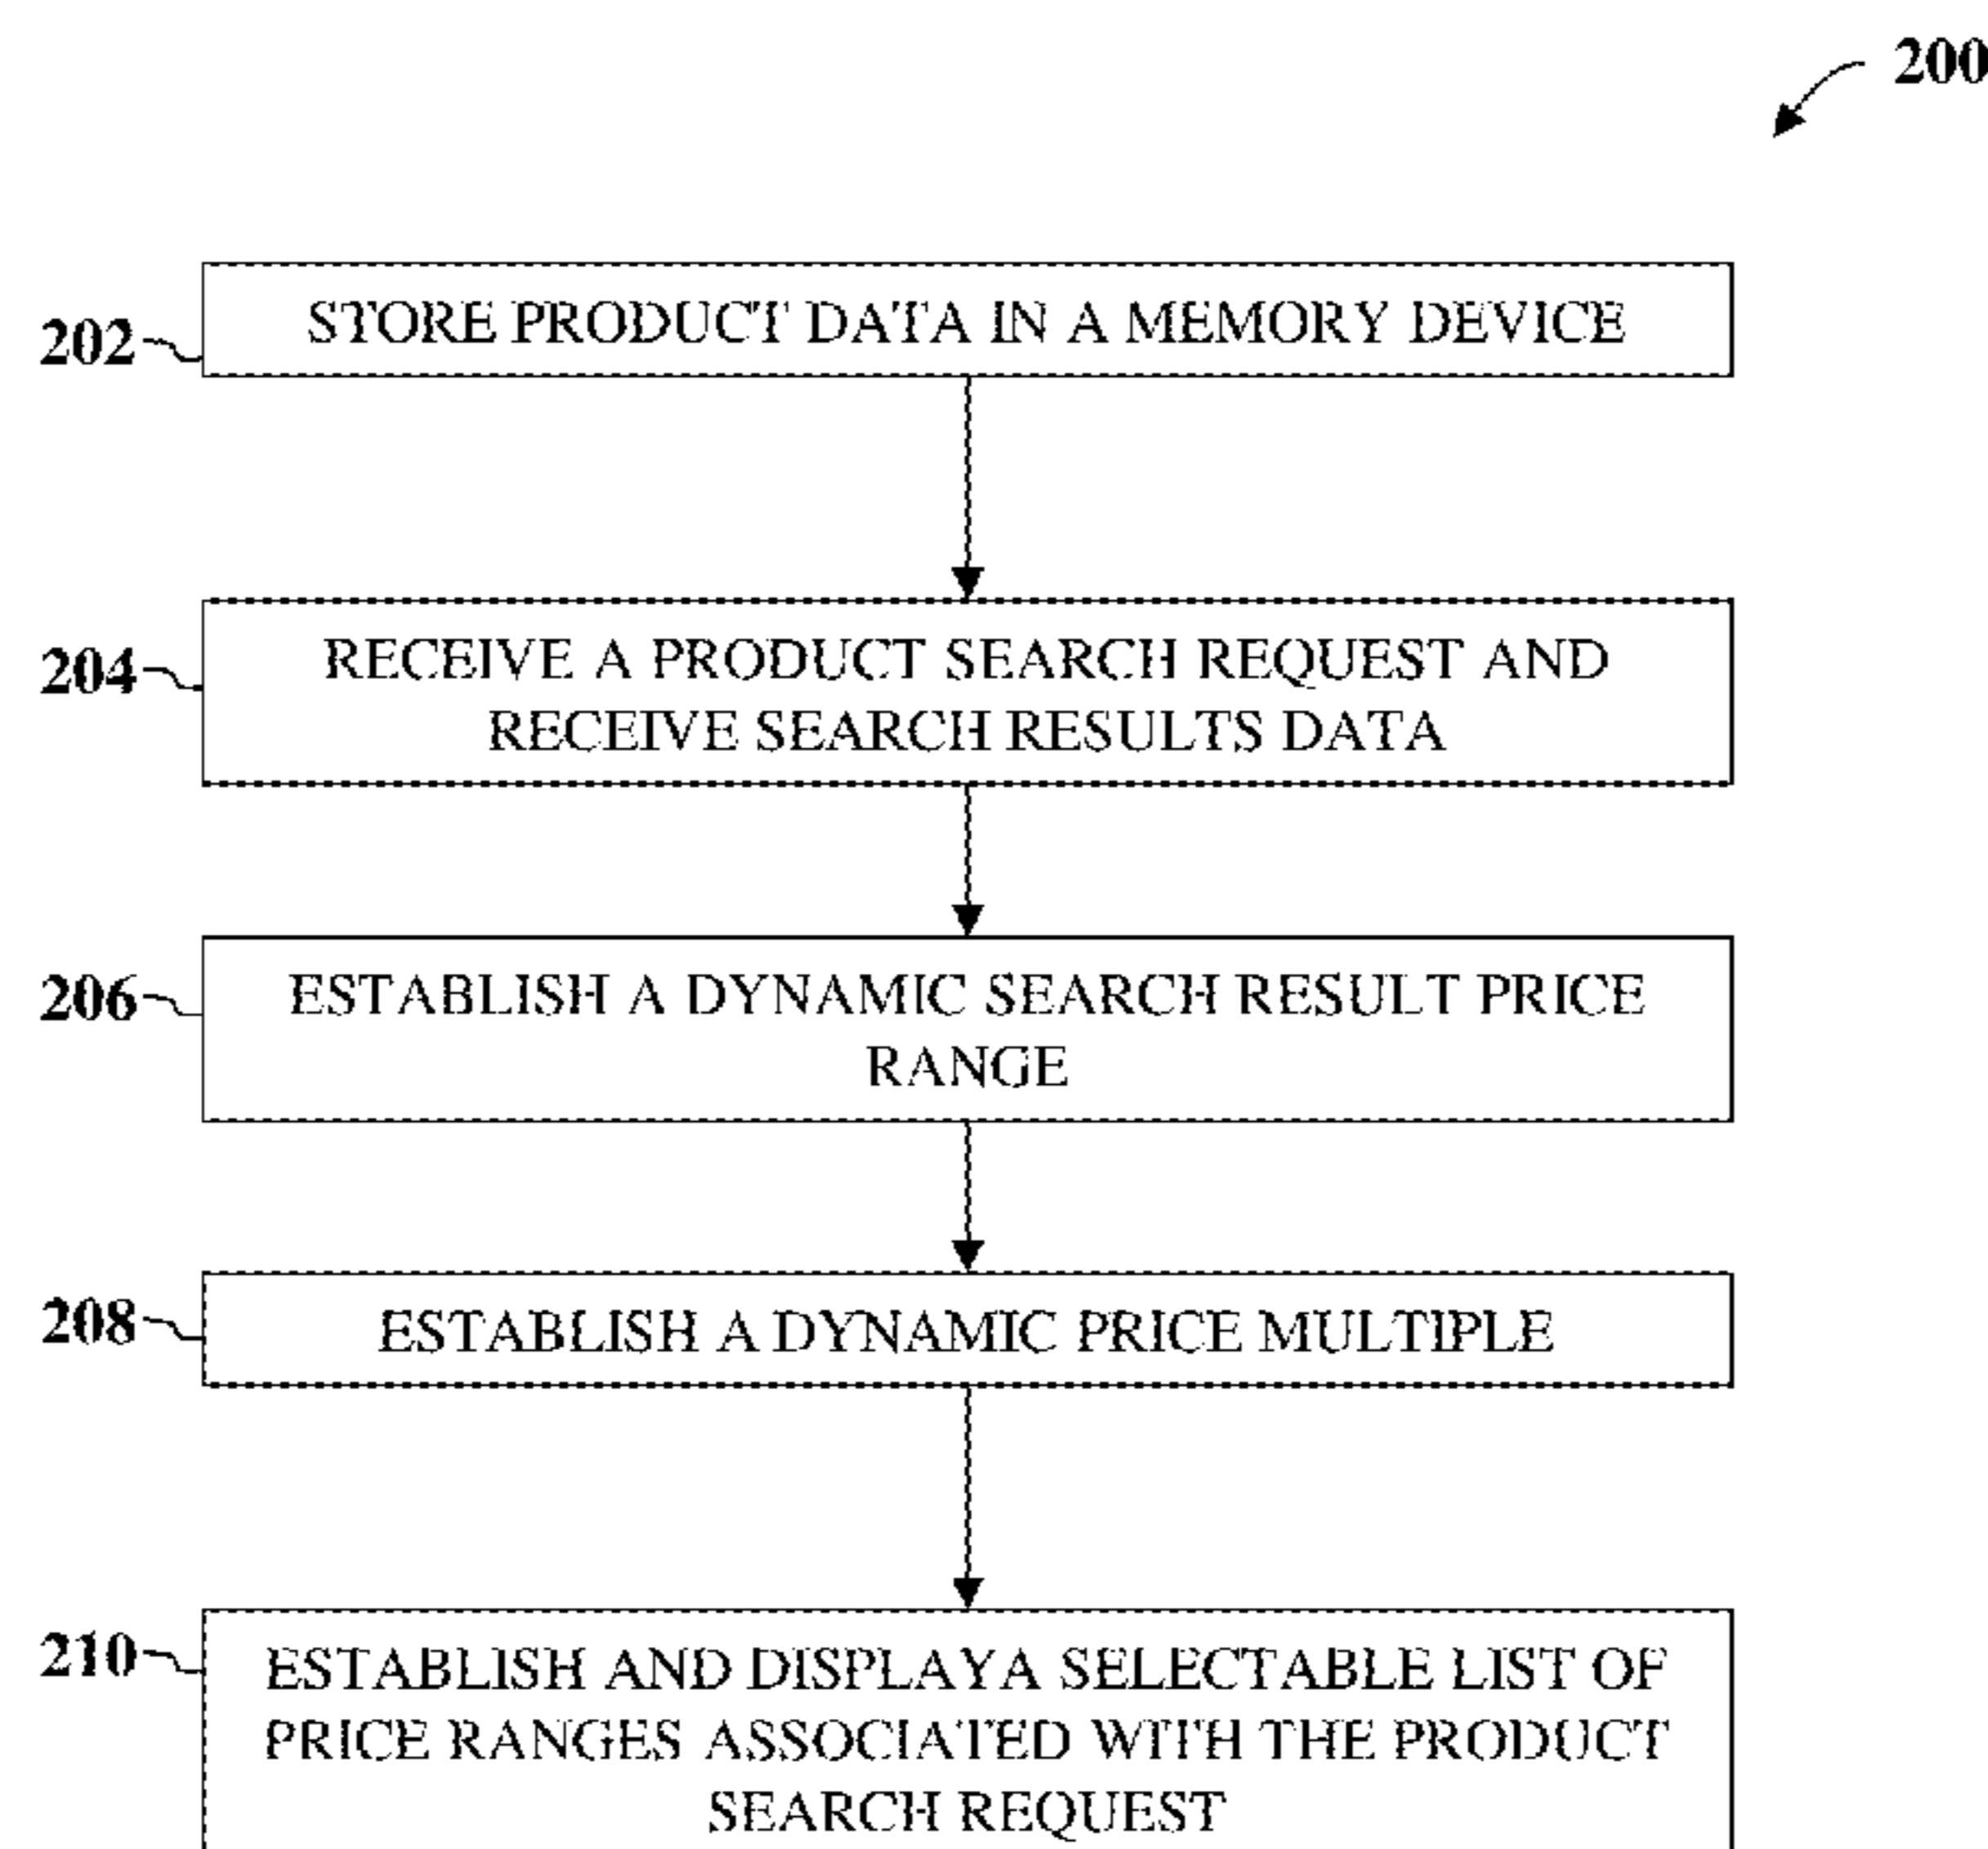 200
202
STORE PRODUCT DATA IN A MEMORY DEVICE
204
RECEIVE A PRODUCT SEARCH REQUEST AND
RECEIVE SEARCH RESULTS DATA
206
ESTABLISH A DYNAMIC SEARCH RESULT PRICE
RANGE
208
ESTABLISH A DYNAMIC PRICE MULTIPLE
210
ESTABLISH AND DISPLAYA SELECTABLE LIST OF
PRICE RANGES ASSOCIATED WITH THE PRODUCT
SEARCH REQUEST